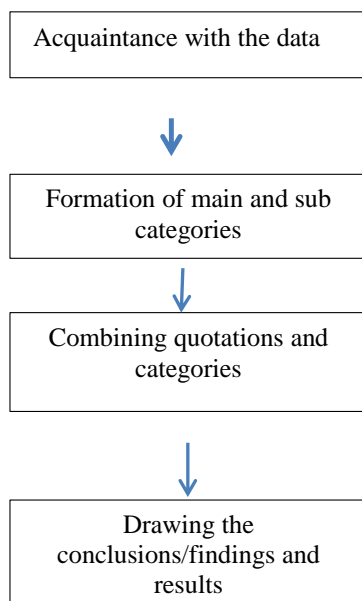 Acquaintance with the data
Formation of main and sub
categories
Combining quotations and
categories
Drawing the
conclusions/findings and
results